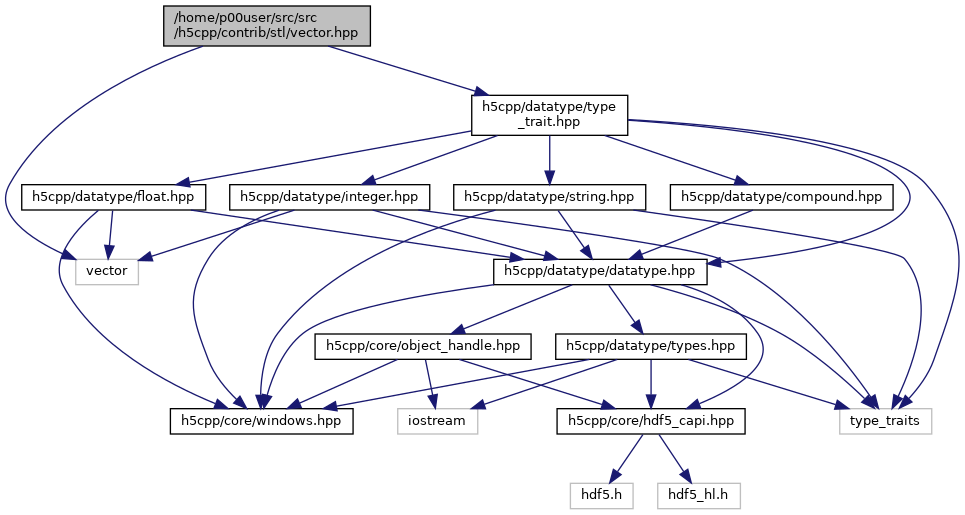 /home/p00user/src/src
/h5cpp/contrib/stl/vector.hpp
h5cpp/datatype/type
_trait.hpp
h5cpp/datatype/float.hpp
h5cpp/datatype/integer.hpp
h5cpp/datatype/string.hpp
h5cpp/datatype/compound.hpp
vector
h5cpp/datatype/datatype.hpp
h5cpp/core/object_handle.hpp
h5cpp/datatype/types.hpp
h5cpp/core/windows.hpp
iostream
h5cpp/core/hdf5_capi.hpp
type_traits
hdf5.h
hdf5_hl.h